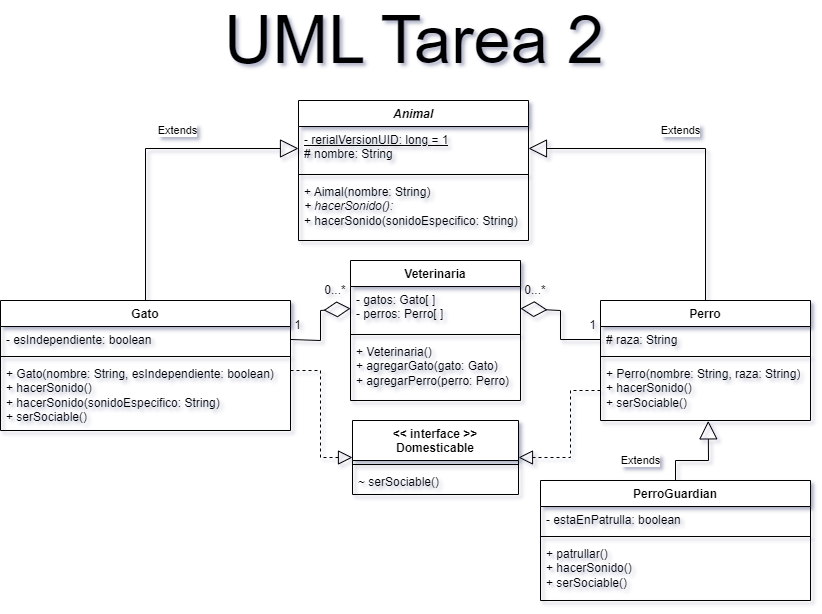 UML Tarea 2
Animal
- rerialVersionUID: long = 1
# nombre: String
+ Aimal(nombre: String)
+ hacerSonido():
+ hacerSonido(sonidoEspecifico: String)
Extends
Extends
Veterinaria
- gatos: Gato[ ]
- perros: Perro[ ]
+ Veterinaria()
+ agregarGato(gato: Gato)
+ agregarPerro(perro: Perro)
0...*
0...*
1
1
Gato
- esIndependiente: boolean
+ Gato(nombre: String, esIndependiente: boolean)
+ hacerSonido()
+ hacerSonido(sonidoEspecifico: String)
+ serSociable()
Perro
# raza: String
+ Perro(nombre: String, raza: String)
+ hacerSonido()
+ serSociable()
<< interface >>
Domesticable
~ serSociable()
Extends
PerroGuardian
- estaEnPatrulla: boolean
+ patrullar()
+ hacerSonido()
+ serSociable()